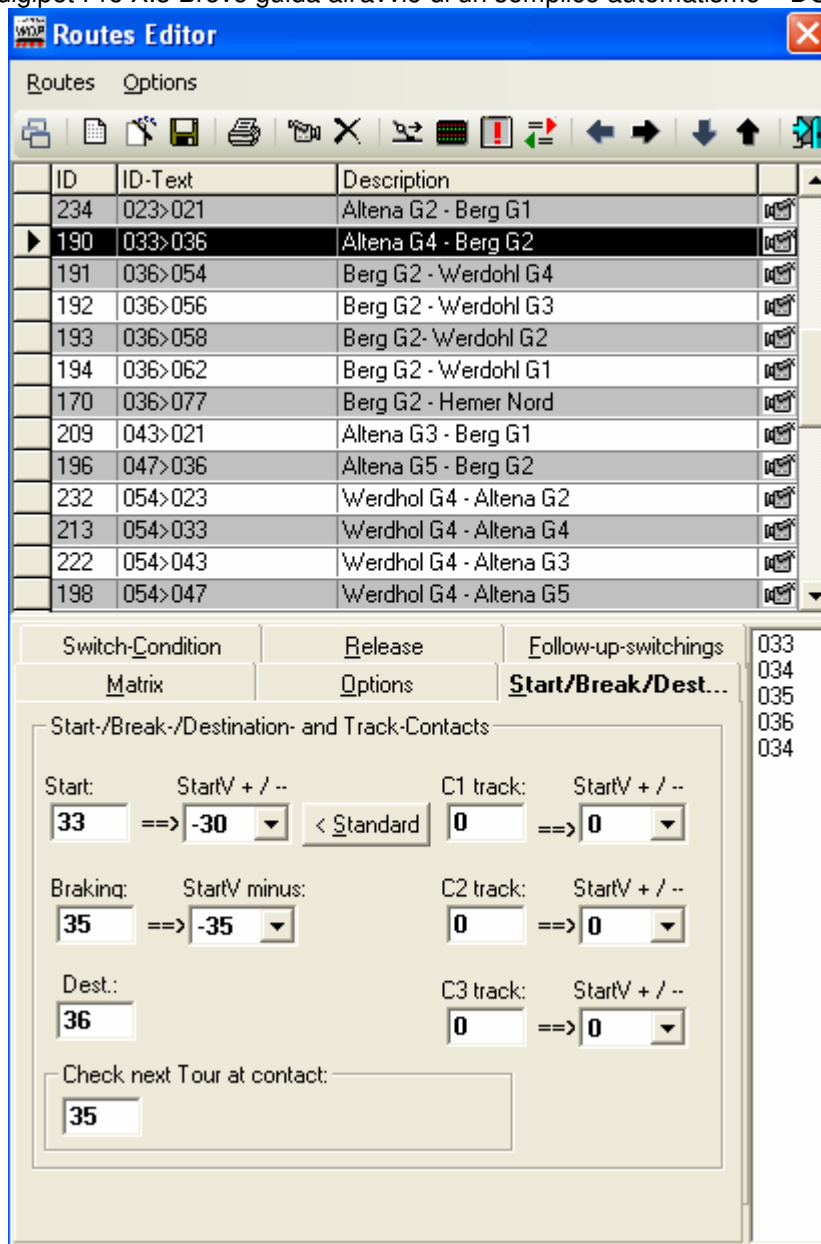 Routes Editor
Routes Options
ID ID-Text Description
234 023>021 Altena G2 - Berg G1
190 033>036 Altena G4 - Berg G2
191 036>054 Berg G2 - Werdohl G4
192 036>056 Berg G2 - Werdohl G3
193 036>058 Berg G2- Werdohl G2
194 036>062 Berg G2 - Werdohl G1
170 036>077 Berg G2 - Hemer Nord
209 043>021 Altena G3 - Berg G1
196 047>036 Altena G5 - Berg G2
232 054>023 Werdhol G4 - Altena G2
213 054>033 Werdhol G4 - Altena G4
222 054>043 Werdhol G4 - Altena G3
198 054>047 Werdhol G4 - Altena G5
Switch-Condition Release Follow-up-switchings
Matrix Options Start/Break/Dest...
033
034
035
036
034
Start-/Break-/Destination- and Track-Contacts
Start: StartV + / -- C1 track: StartV + / --
33 ==> -30 < Standard 0 ==> 0
Braking: StartV minus: C2 track: StartV + / --
35 ==> -35 0 ==> 0
Dest.: C3 track: StartV + / --
36 0 ==> 0
Check next Tour at contact:
35